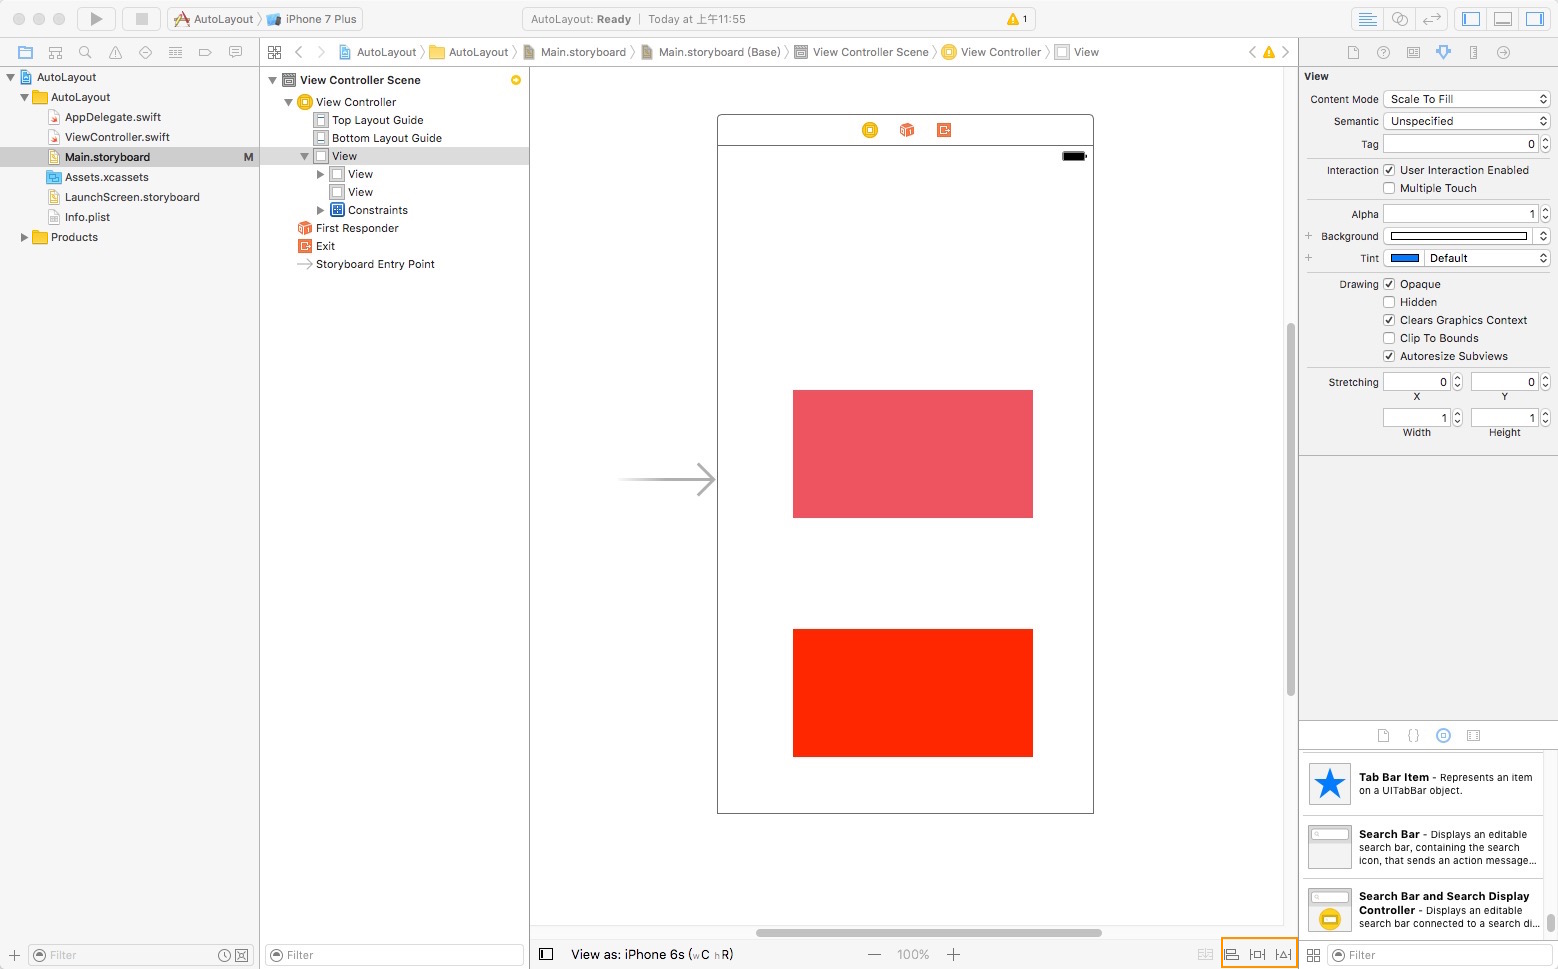 AutoLayout iPhone 7 Plus
AutoLayout: Ready Today at 上午11:55
1
AutoLayout AutoLayout Main.storyboard Main.storyboard (Base) View Controller Scene View Controller View
AutoLayout
AutoLayout
AppDelegate.swift
ViewController.swift
Main.storyboard M
Assets.xcassets
LaunchScreen.storyboard
Info.plist
Products
Filter
View Controller Scene
View Controller
Top Layout Guide
Bottom Layout Guide
View
View
View
Constraints
First Responder
Exit
Storyboard Entry Point
Filter
View as: iPhone 6s (wC hR)
100%
View
Content Mode Scale To Fill
Semantic Unspecified
Tag 0
Interaction User Interaction Enabled
Multiple Touch
Alpha 1
Background
Tint Default
Drawing Opaque
Hidden
Clears Graphics Context
Clip To Bounds
Autoresize Subviews
Stretching 0 0
X Y
1 1
Width Height
Tab Bar Item - Represents an item
on a UITabBar object.
Search Bar - Displays an editable
search bar, containing the search
icon, that sends an action message...
Search Bar and Search Display
Controller - Displays an editable
search bar connected to a search di...
Filter